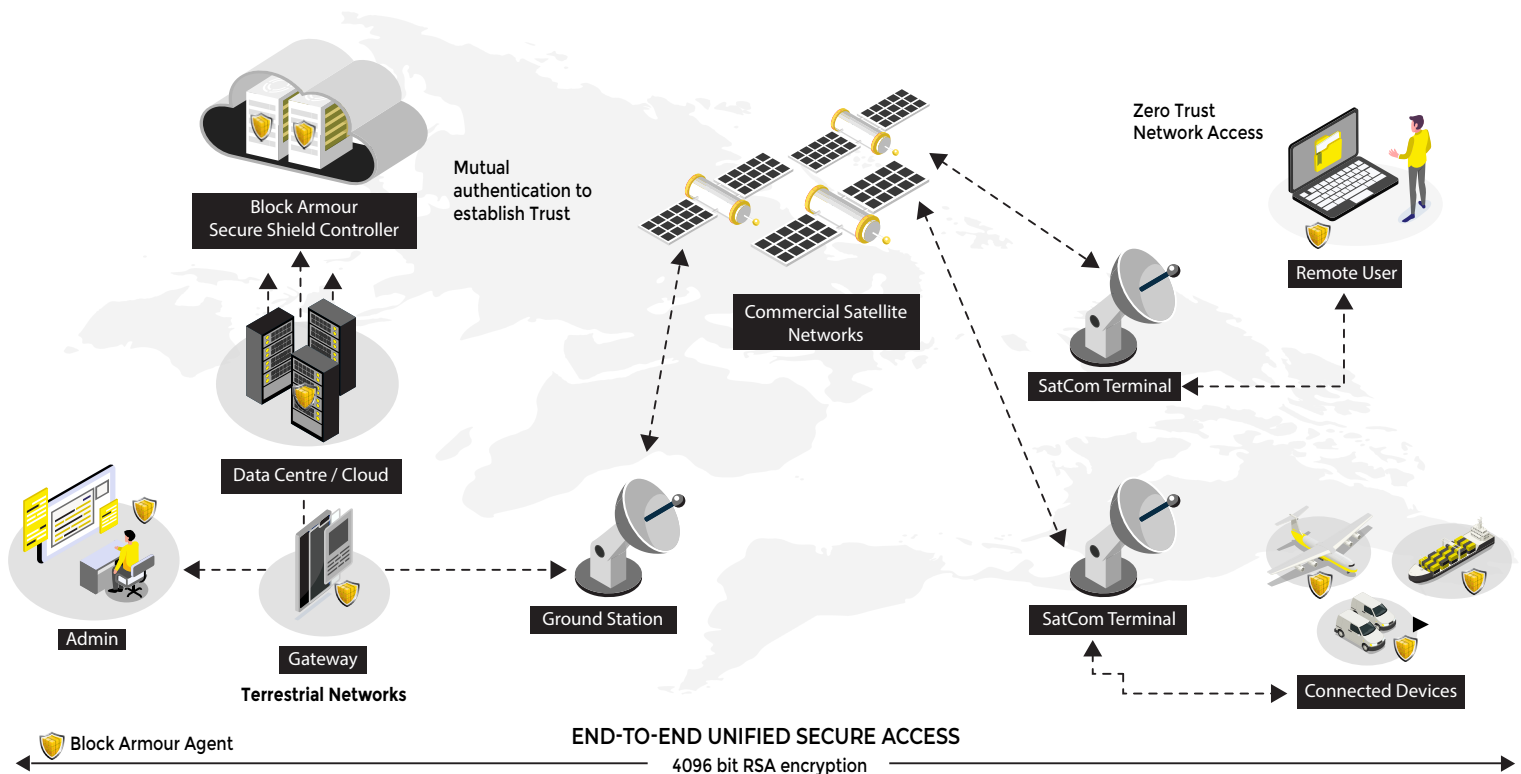 Zero Trust
Network Access
Mutual
authentication to
establish Trust
Block Armour
Secure Shield Controller
Remote User
Commercial Satellite
Networks
SatCom Terminal
Data Centre / Cloud
Ground Station
SatCom Terminal
Admin
Gateway
Connected Devices
Terrestrial Networks
Block Armour Agent
END-TO-END UNIFIED SECURE ACCESS
4096 bit RSA encryption